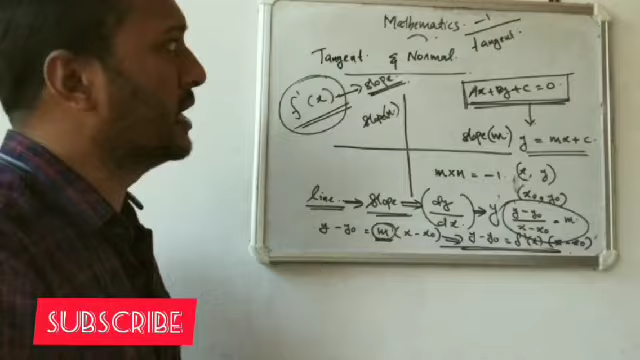 Mathematics. -1
tangent.
Tangent & Normal.
f'(x) → slope
Ax + By + C = 0.
slope(m) y = mx + c.
m × m = -1. (x, y)
(x0, y0)
line → slope → (dy/dx) → y' (y-y0/x-x0) = m
y - y0 = m (x - x0) → y - y0 = f'(x) (x - x0)
SUBSCRIBE